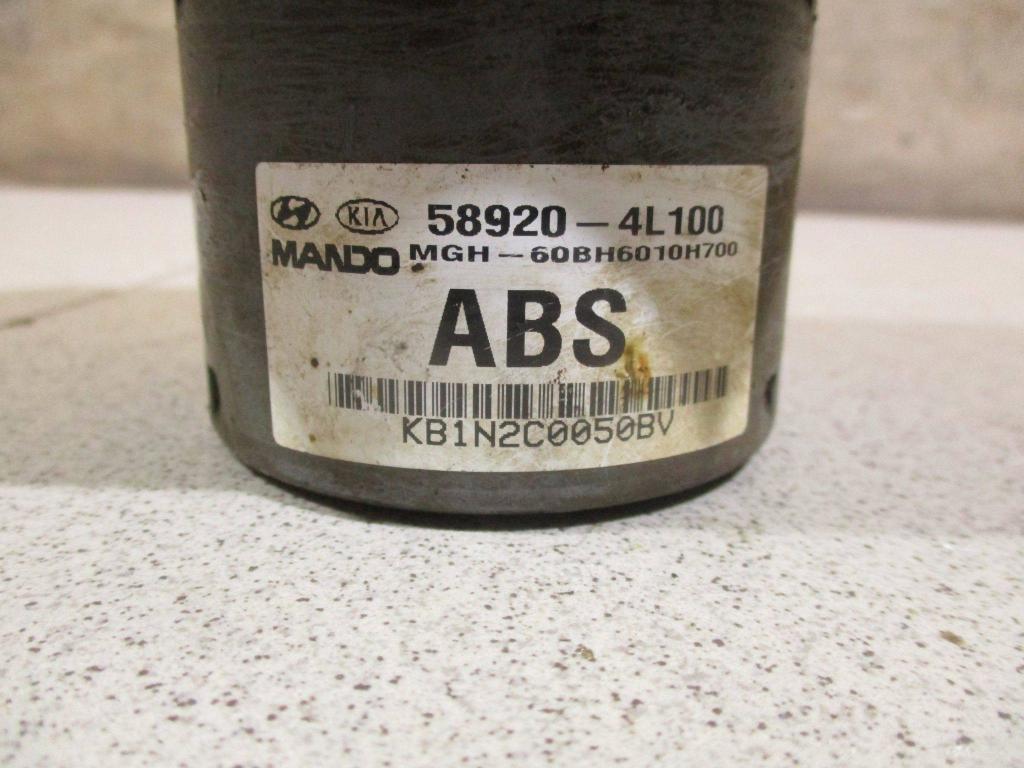 KIA 58920-4L100
MANDO MGH-60BH6010H700
ABS
KB1N2C0050BV